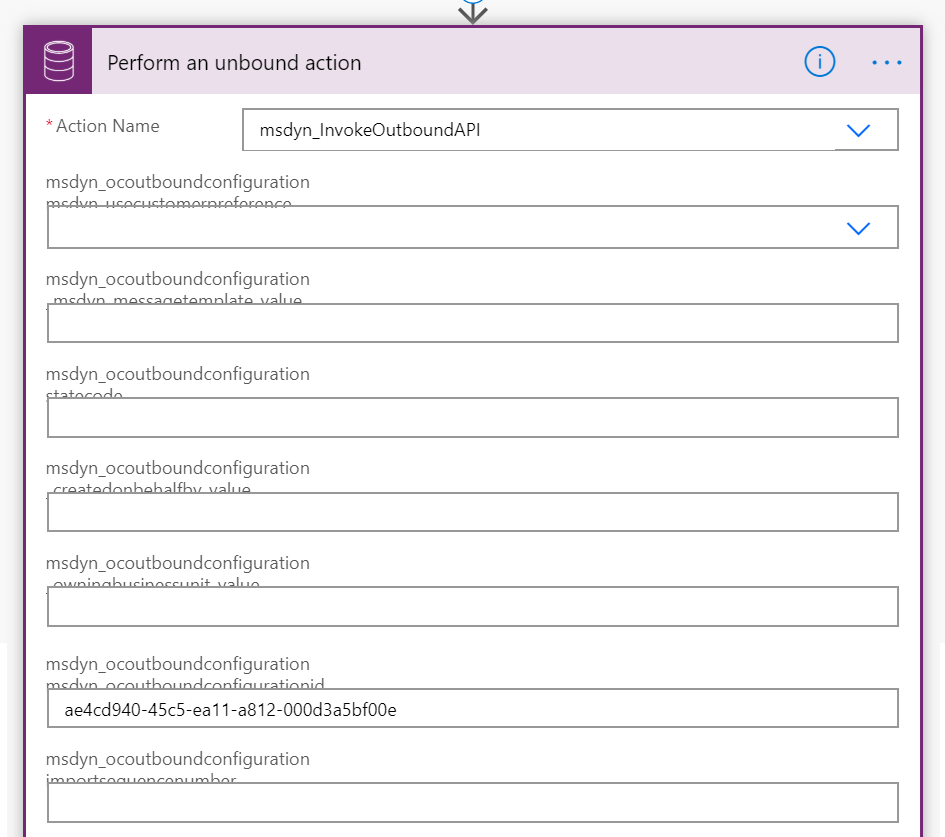 Perform an unbound action
* Action Name
msdyn_InvokeOutboundAPI
msdyn_ocoutboundconfiguration
msdyn_usecustomerpreference
msdyn_ocoutboundconfiguration
_msdyn_messagetemplate_value
msdyn_ocoutboundconfiguration
statecode
msdyn_ocoutboundconfiguration
_createdonbehalfby_value
msdyn_ocoutboundconfiguration
_owningbusinessunit_value
msdyn_ocoutboundconfiguration
msdyn_ocoutboundconfigurationid
ae4cd940-45c5-ea11-a812-000d3a5bf00e
msdyn_ocoutboundconfiguration
importsequencenumber